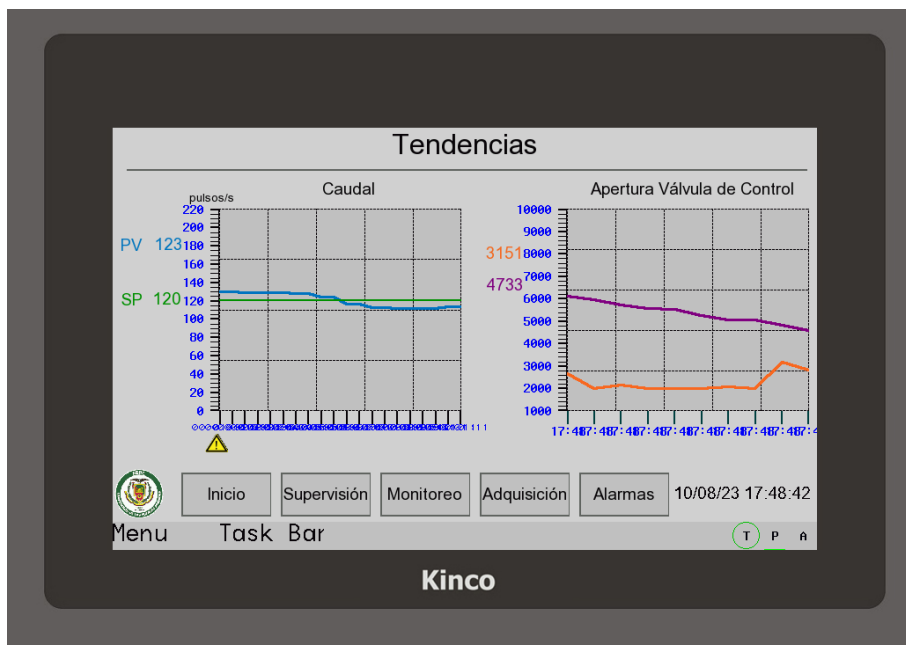 Tendencias
Caudal
Apertura Válvula de Control
pulsos/s
220
200
PV 123
180
160
140
SP 120
120
100
80
60
40
20
0
10000
9000
3151
8000
4733
7000
6000
5000
4000
3000
2000
1000
Inicio
Supervisión
Monitoreo
Adquisición
Alarmas
10/08/23 17:48:42
Menu Task Bar
T P A
Kinco